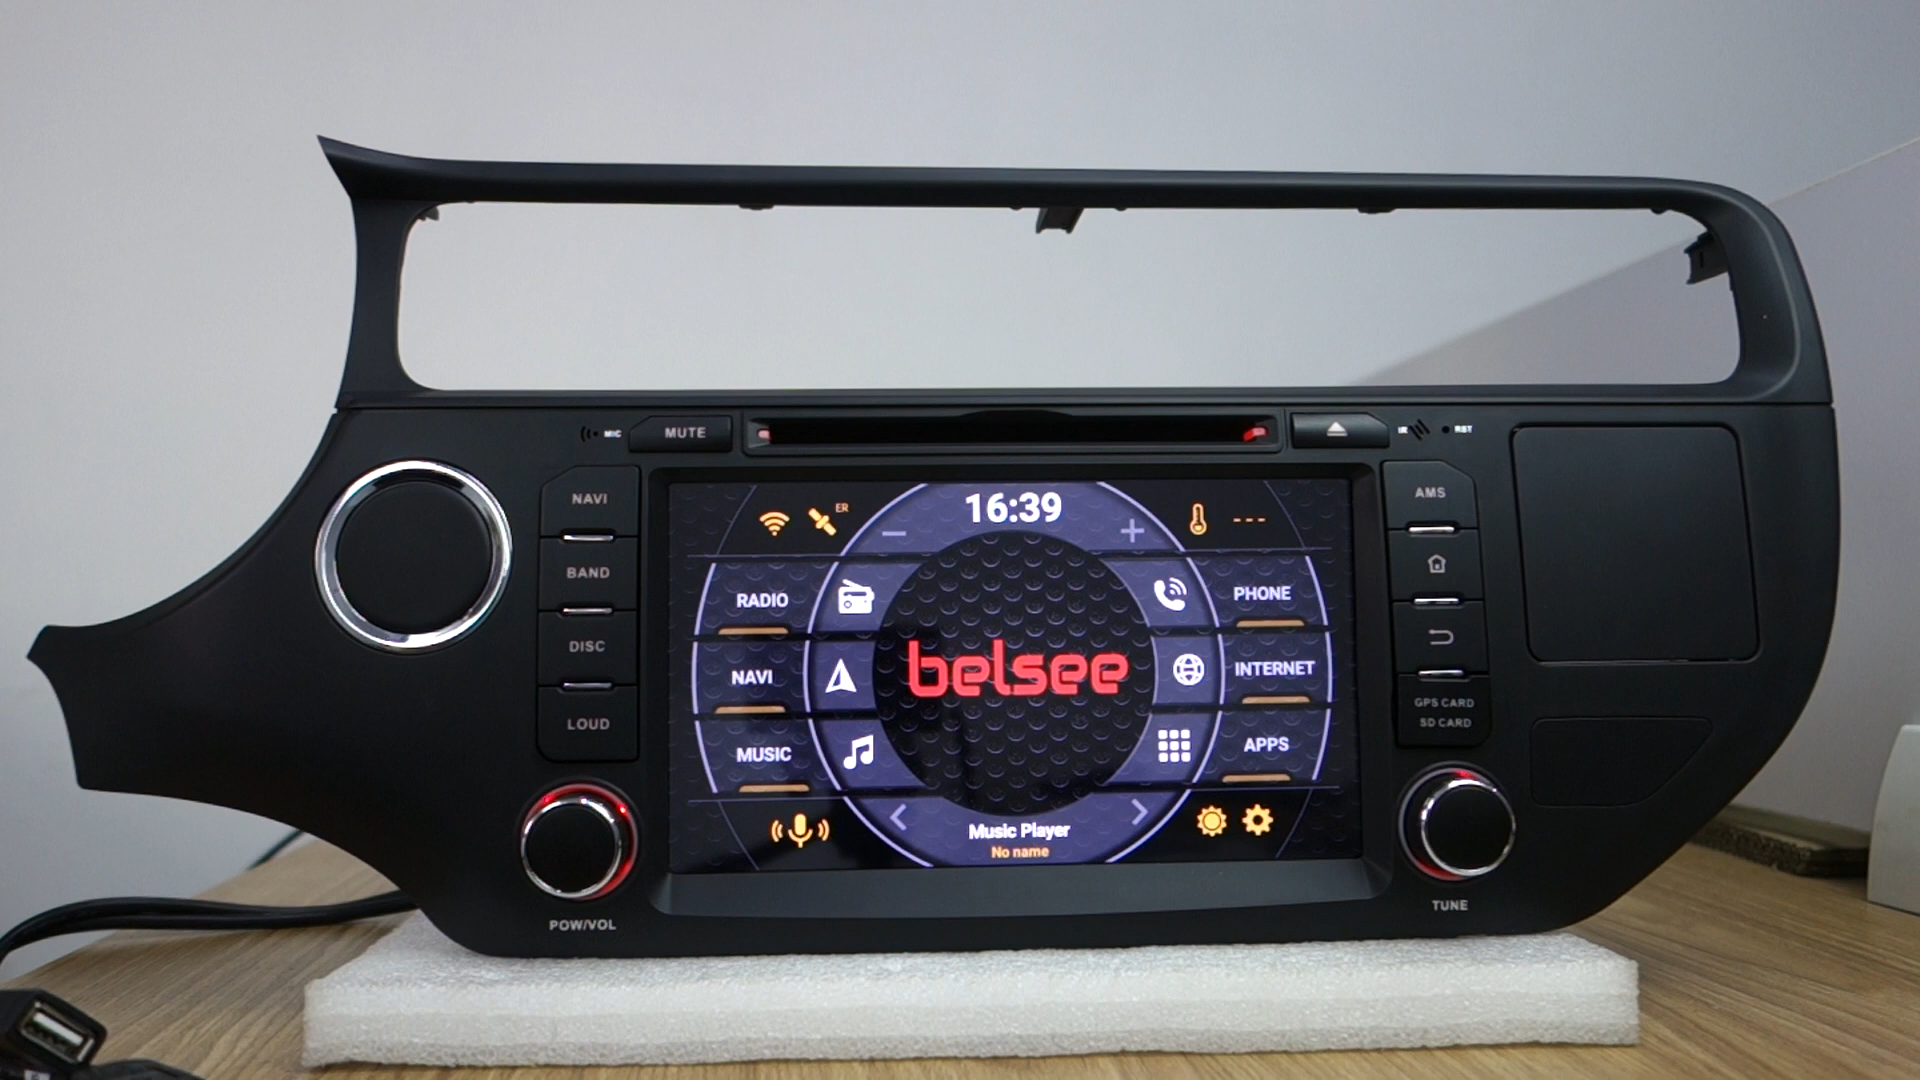 MIC
MUTE
IR
RST
NAVI
BAND
DISC
LOUD
POW/VOL
AMS
GPS CARD
SD CARD
TUNE
ER
16:39
---
RADIO
PHONE
NAVI
belsee
INTERNET
MUSIC
APPS
Music Player
No name